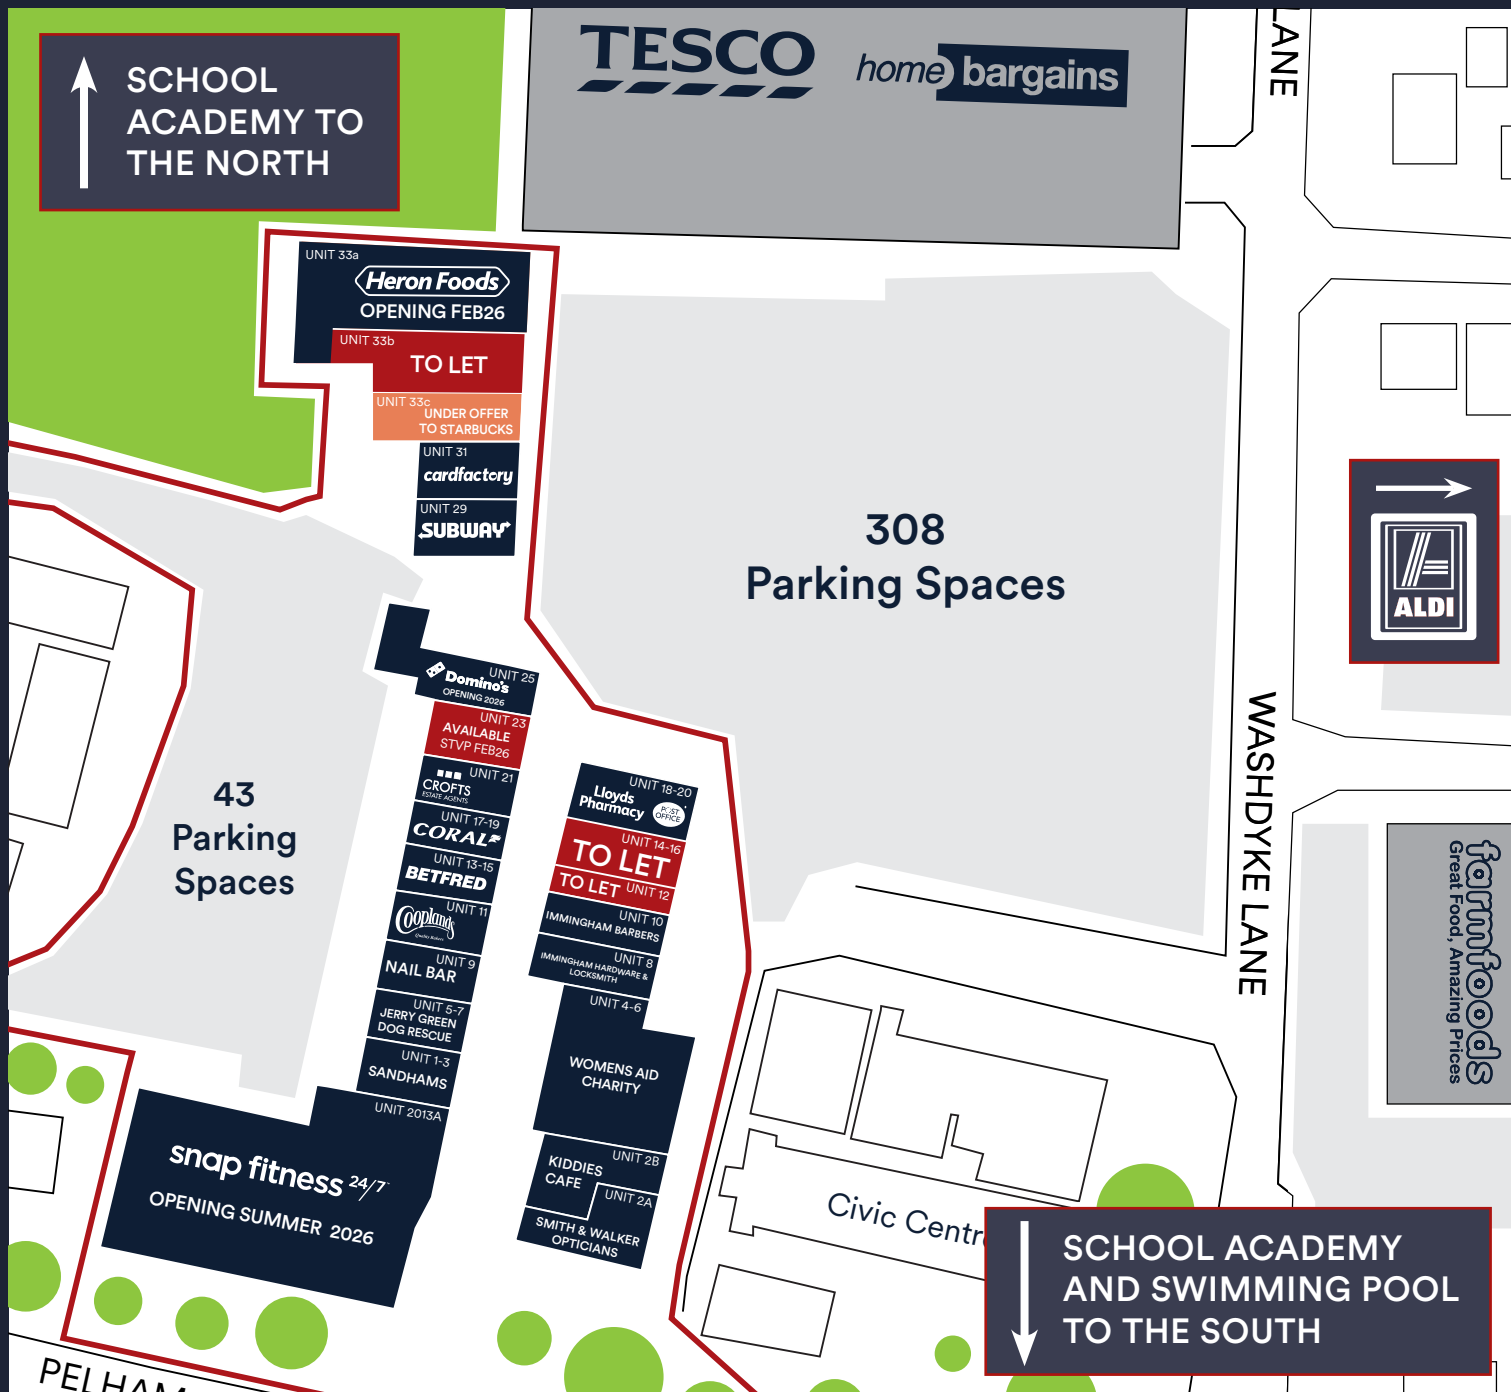 SCHOOL
ACADEMY TO
THE NORTH
TESCO
home bargains
LANE
UNIT 33a
Heron Foods
OPENING FEB26
UNIT 33b
TO LET
UNIT 33c
UNDER OFFER
TO STARBUCKS
UNIT 31
cardfactory
UNIT 29
SUBWAY
308
Parking Spaces
ALDI
UNIT 25
Domino's
OPENING 2026
UNIT 23
AVAILABLE
STVP FEB26
UNIT 21
CROFTS
ESTATE AGENTS
UNIT 17-19
CORAL
UNIT 13-15
BETFRED
UNIT 11
Cooplands
Quality Bakers
UNIT 9
NAIL BAR
UNIT 5-7
JERRY GREEN
DOG RESCUE
UNIT 1-3
SANDHAMS
UNIT 2013A
snap fitness 24/7
OPENING SUMMER 2026
43
Parking
Spaces
UNIT 18-20
Lloyds
Pharmacy
POST
OFFICE
UNIT 14-16
TO LET
TO LET UNIT 12
UNIT 10
IMMINGHAM BARBERS
UNIT 8
IMMINGHAM HARDWARE &
LOCKSMITH
UNIT 4-6
WOMENS AID
CHARITY
UNIT 2B
KIDDIES
CAFE
UNIT 2A
SMITH & WALKER
OPTICIANS
WASHDYKE LANE
farmfoods
Great Food, Amazing Prices
Civic Centre
SCHOOL ACADEMY
AND SWIMMING POOL
TO THE SOUTH
PELHAM